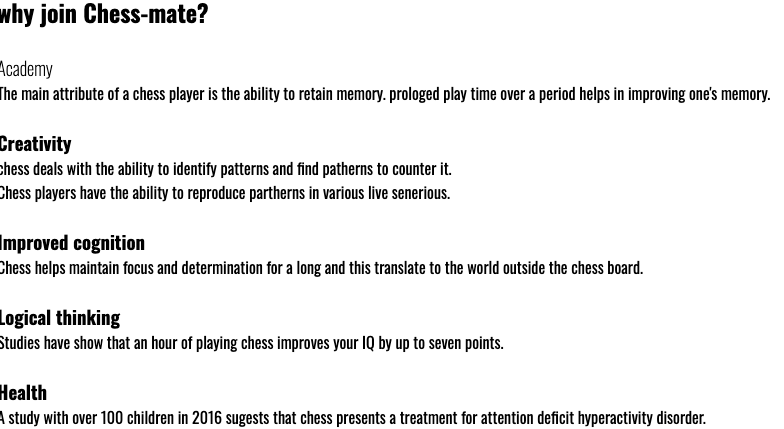 why join Chess-mate?
Academy
The main attribute of a chess player is the ability to retain memory. prologed play time over a period helps in improving one's memory.
Creativity
chess deals with the ability to identify patterns and find patherns to counter it.
Chess players have the ability to reproduce partherns in various live senerious.
Improved cognition
Chess helps maintain focus and determination for a long and this translate to the world outside the chess board.
Logical thinking
Studies have show that an hour of playing chess improves your IQ by up to seven points.
Health
A study with over 100 children in 2016 sugests that chess presents a treatment for attention deficit hyperactivity disorder.